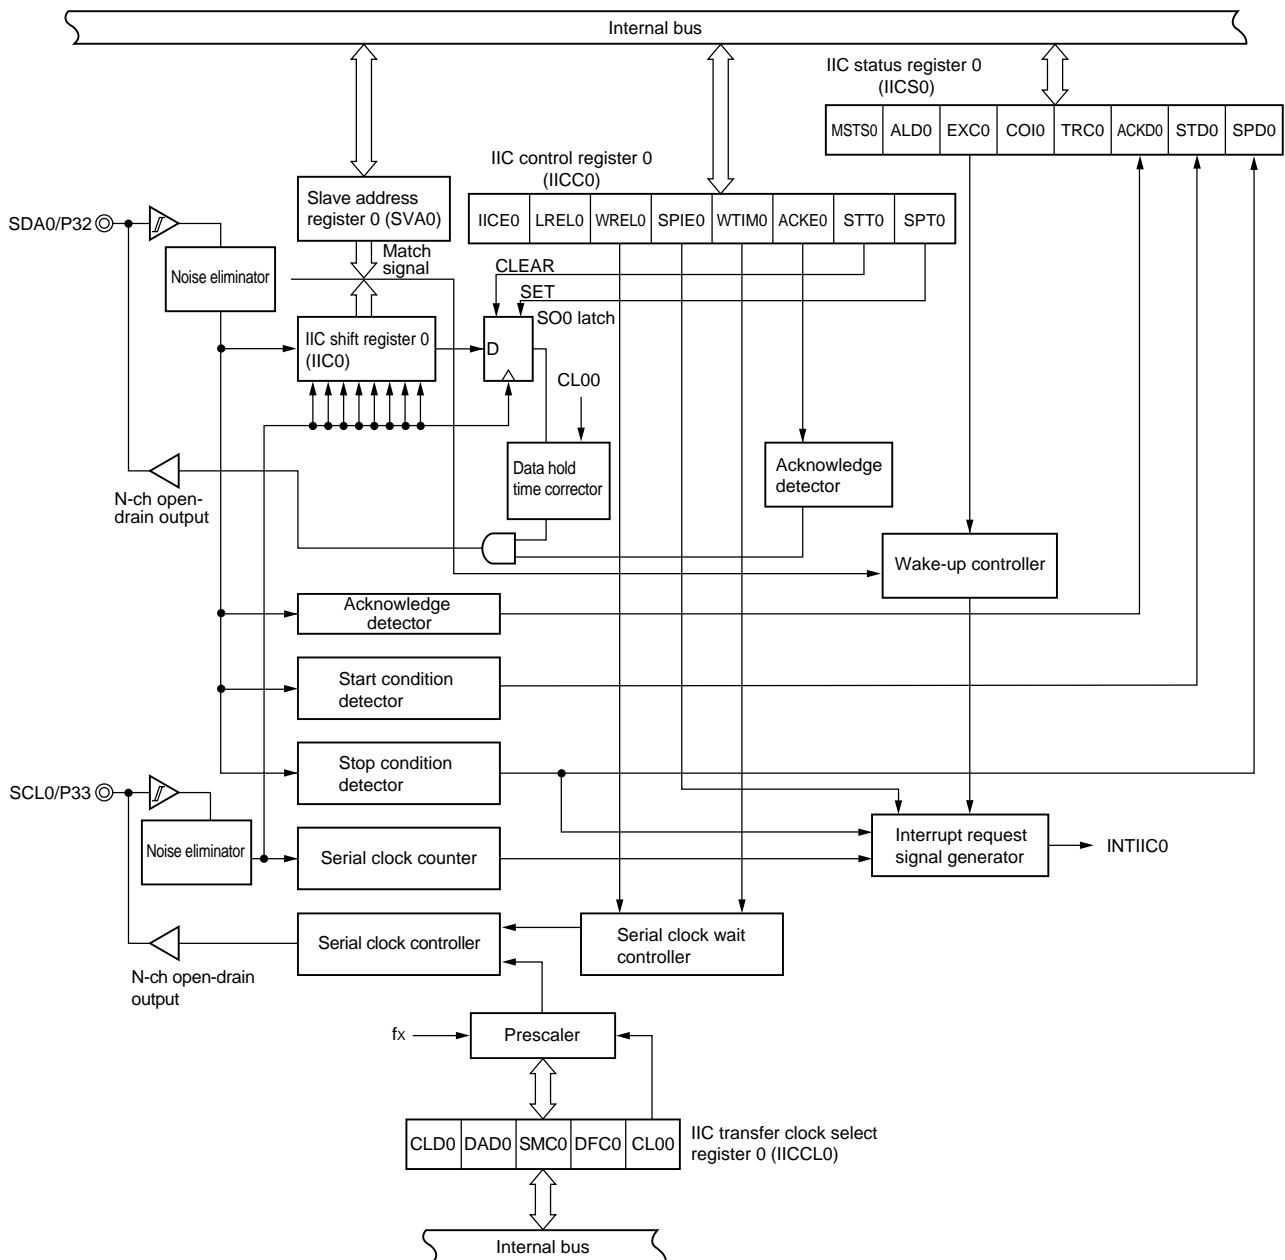 Internal bus
IIC status register 0
(IICS0)
MSTS0 ALD0 EXC0 COI0 TRC0 ACKD0 STD0 SPD0
IIC control register 0
(IICC0)
IICE0 LREL0 WREL0 SPIE0 WTIM0 ACKE0 STT0 SPT0
Slave address
register 0 (SVA0)
SDA0/P32
Noise eliminator
Match
signal
CLEAR
SET
SO0 latch
IIC shift register 0
(IIC0)
D
CL00
Data hold
time corrector
Acknowledge
detector
N-ch open-
drain output
Wake-up controller
Acknowledge
detector
Start condition
detector
Stop condition
detector
SCL0/P33
Noise eliminator
Serial clock counter
Interrupt request
signal generator
INTIIC0
Serial clock controller
Serial clock wait
controller
N-ch open-drain
output
fX
Prescaler
CLD0 DAD0 SMC0 DFC0 CL00
IIC transfer clock select
register 0 (IICCL0)
Internal bus